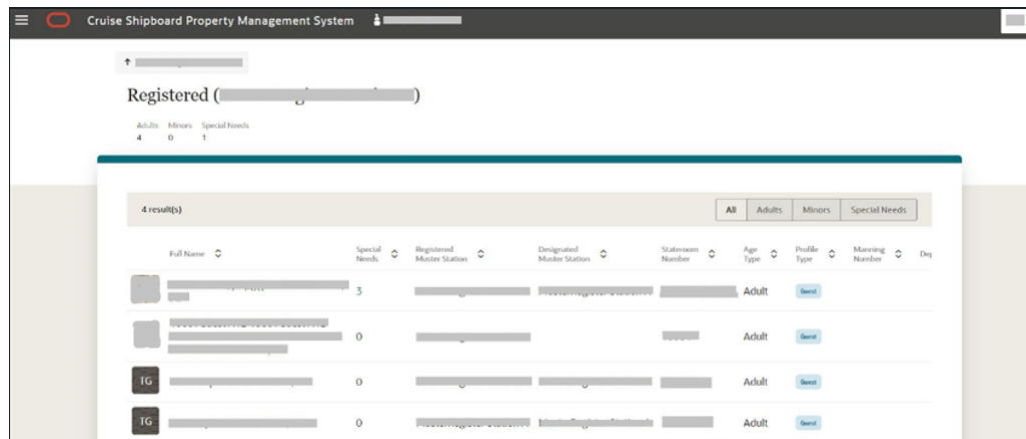 Cruise Shipboard Property Management System
Registered ( )
Adults Minors Special Needs
4 0 1
4 result(s) All Adults Minors Special Needs
Full Name Special Needs Registered Muster Station Designated Muster Station Stateroom Number Age Type Profile Type Manning Number Dep
3 Adult Guest
0 Adult Guest
TG 0 Adult Guest
TG 0 Adult Guest